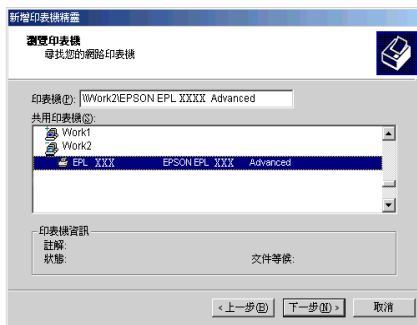 新增印表機精靈
瀏覽印表機
尋找您的網路印表機
印表機(P): \\Work2\EPSON EPL XXXX Advanced
共用印表機(S):
Work1
Work2
EPL XXX EPSON EPL XXX Advanced
印表機資訊
註解:
狀態: 文件等候:
<上一步(B) 下一步(N)> 取消